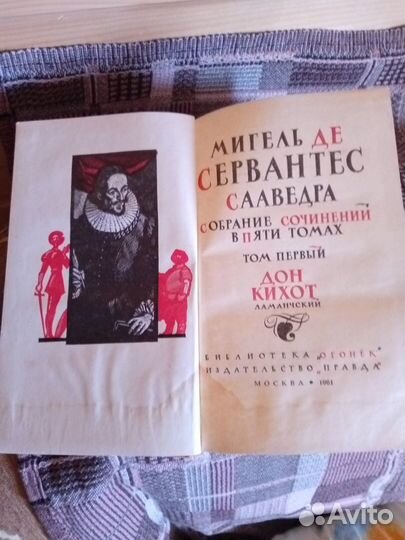 МИГЕЛЬ ДЕ
СЕРВАНТЕС
СААВЕДРА
СОБРАНИЕ СОЧИНЕНИЙ
В ПЯТИ ТОМАХ
ТОМ ПЕРВЫЙ
ДОН
КИХОТ
ЛАМАНЧСКИЙ
БИБЛИОТЕКА „ОГОНЕК"
ИЗДАТЕЛЬСТВО „ПРАВДА"
МОСКВА • 1961
Avito